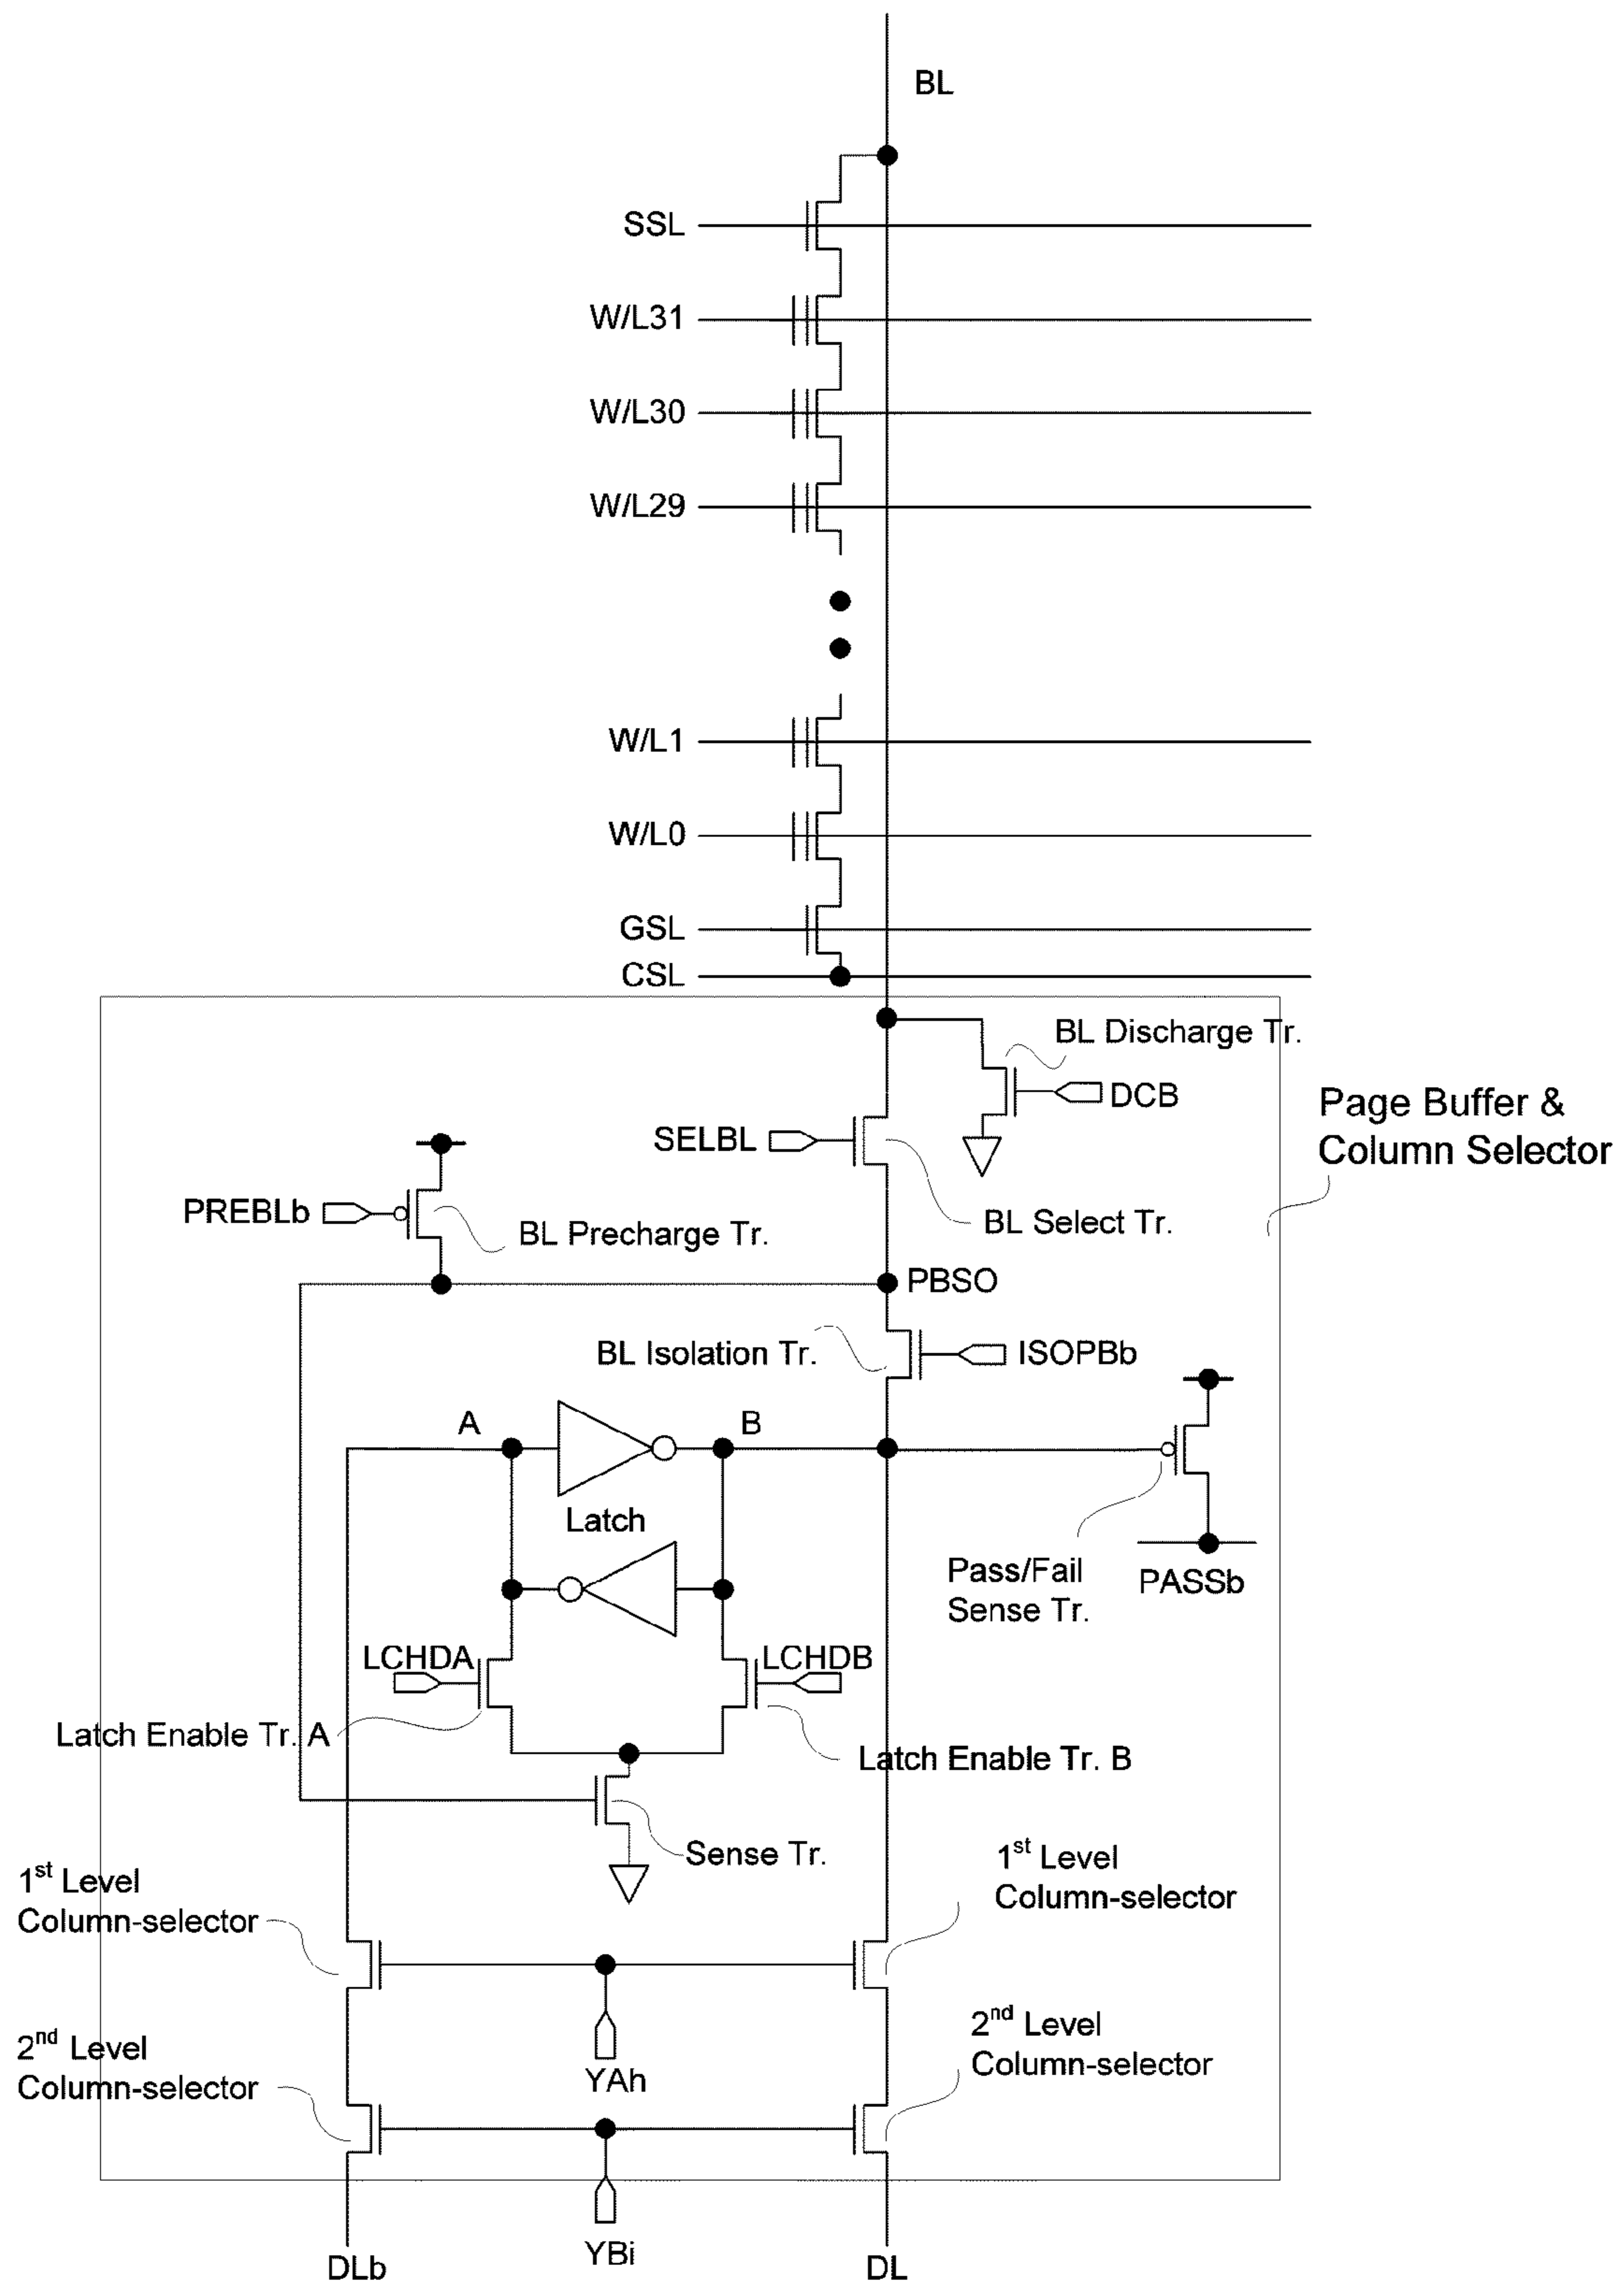 BL
SSL
W/L31
W/L30
W/L29
W/L1
W/L0
GSL
CSL
BL Discharge Tr.
DCB
Page Buffer &
Column Selector
SELBL
PREBLb
BL Precharge Tr.
BL Select Tr.
PBSO
BL Isolation Tr.
ISOPBb
A
B
Latch
Pass/Fail
Sense Tr.
PASSb
LCHDA
LCHDB
Latch Enable Tr. A
Latch Enable Tr. B
Sense Tr.
1st Level
Column-selector
1st Level
Column-selector
2nd Level
Column-selector
2nd Level
Column-selector
YAh
YBi
DLb
DL